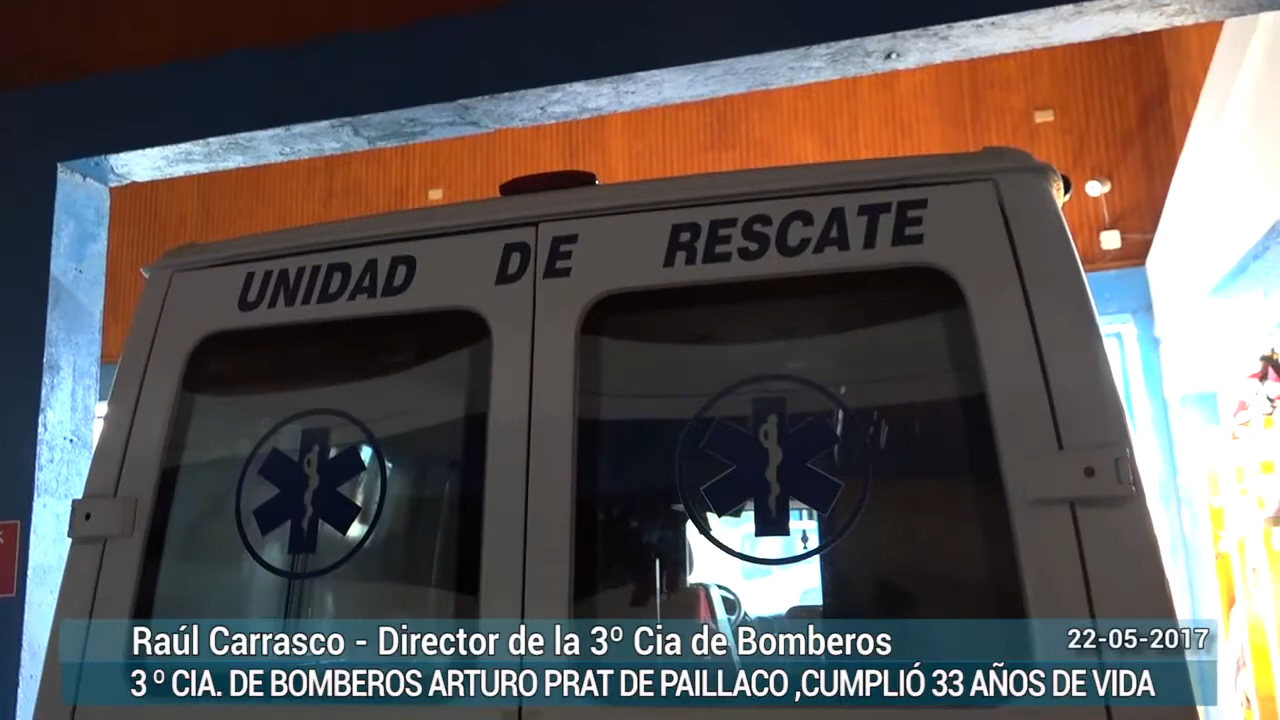 UNIDAD DE RESCATE
Raúl Carrasco - Director de la 3º Cia de Bomberos
22-05-2017
3 º CIA. DE BOMBEROS ARTURO PRAT DE PAILLACO ,CUMPLIÓ 33 AÑOS DE VIDA